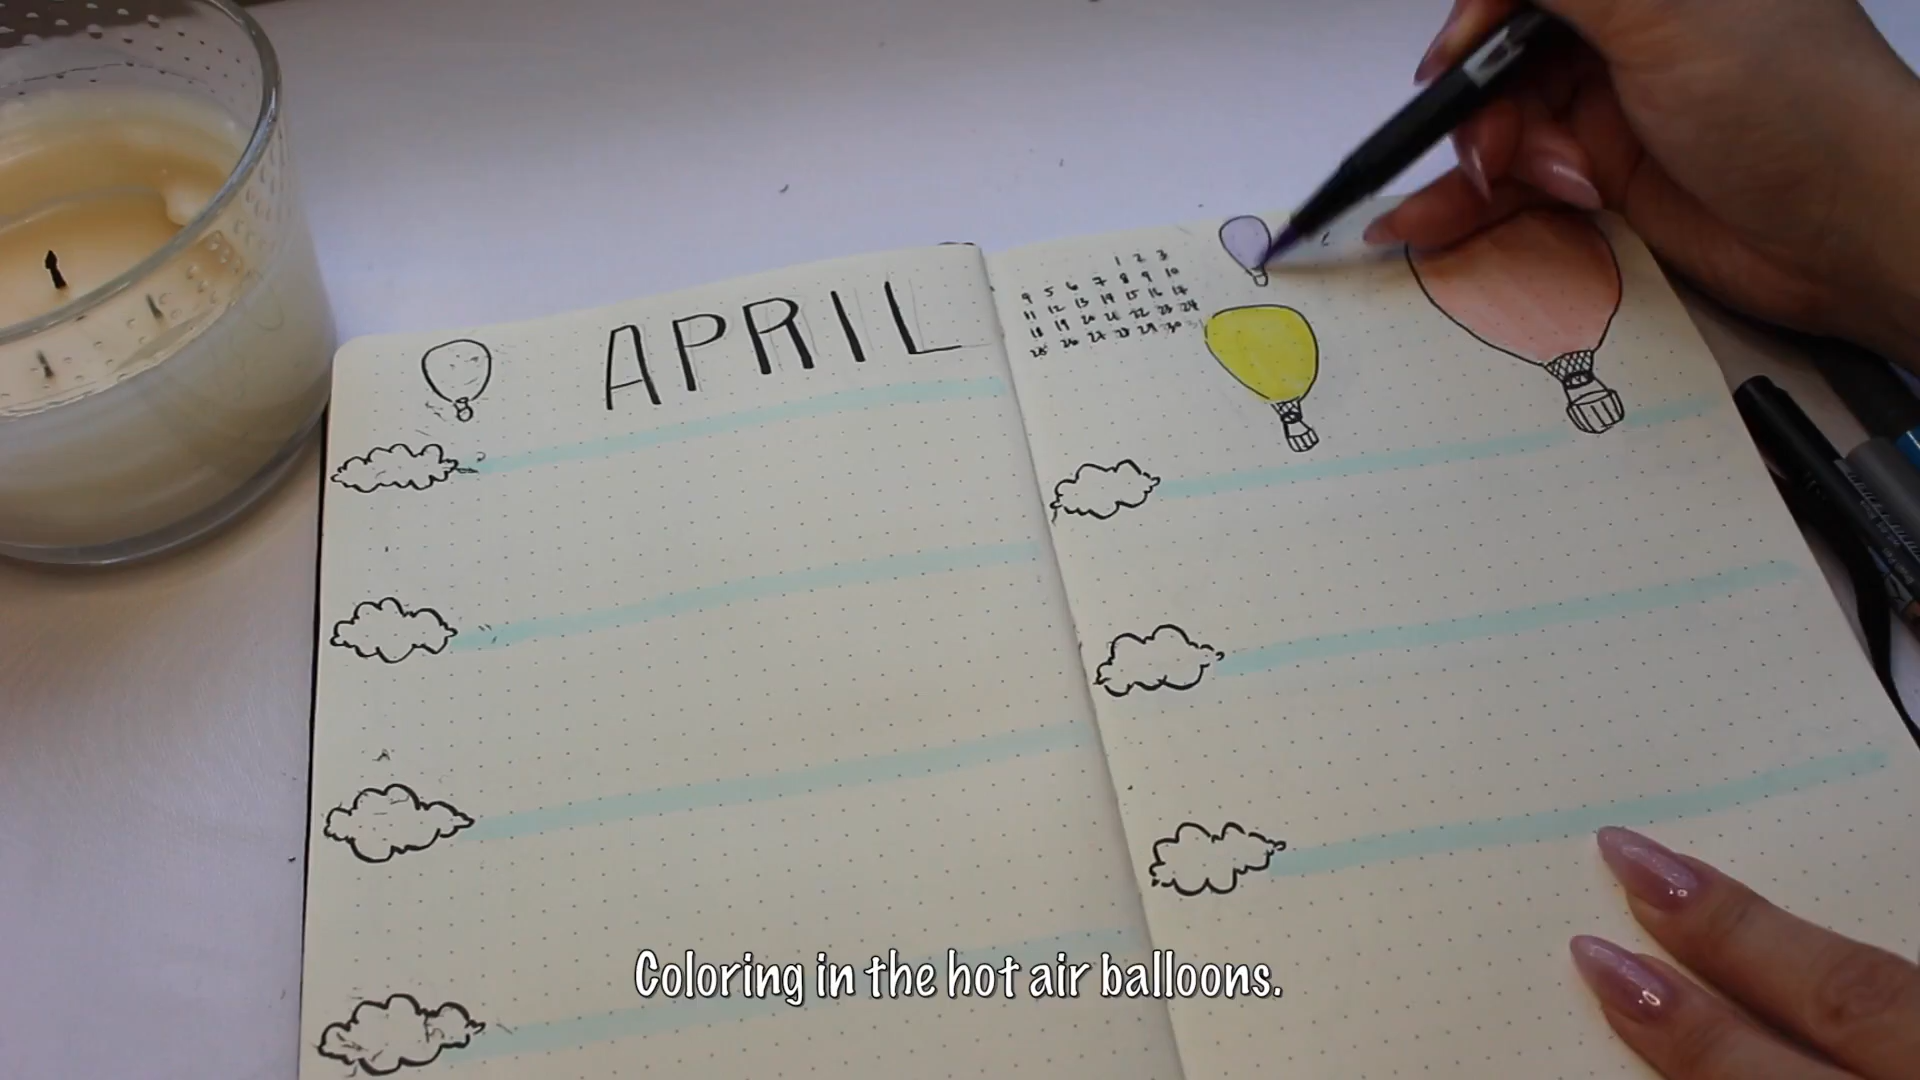 APRIL
1 2 3
4 5 6 7 8 9 10
11 12 13 14 15 16 17
18 19 20 21 22 23 24
25 26 27 28 29 30
Coloring in the hot air balloons.